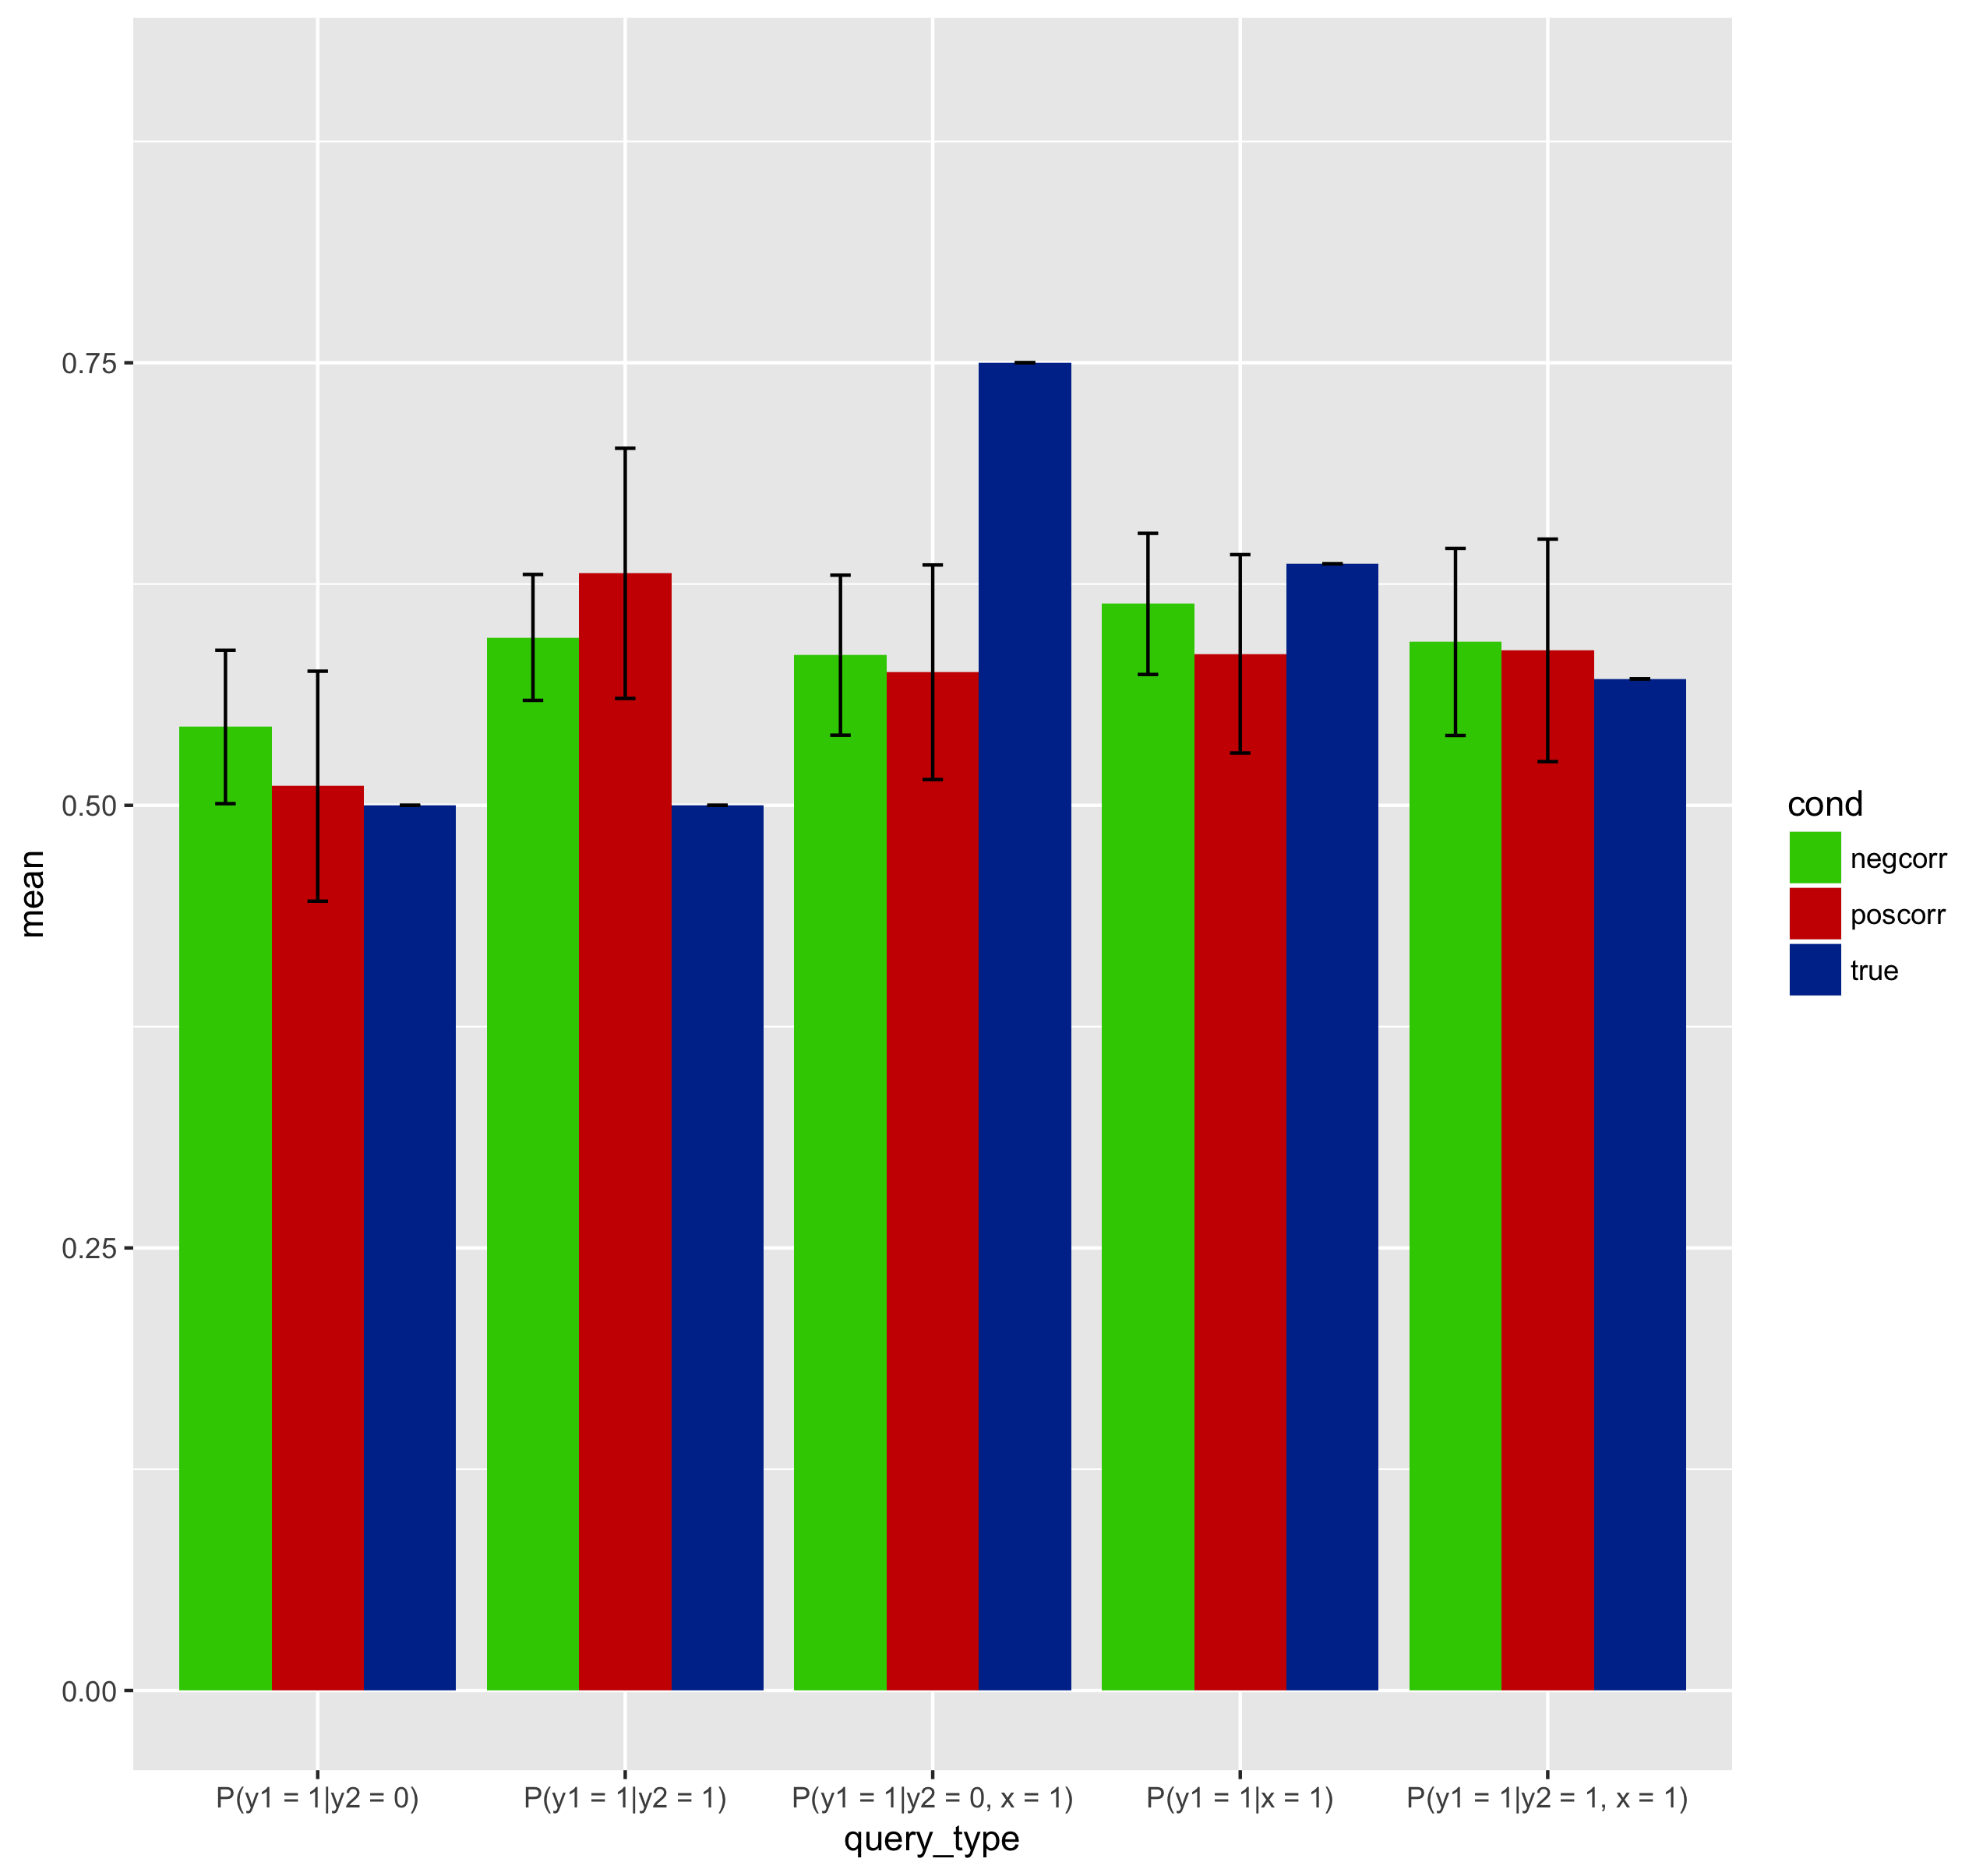 0.75
0.50
0.25
0.00
mean
P(y1 = 1|y2 = 0)
P(y1 = 1|y2 = 1)
P(y1 = 1|y2 = 0, x = 1)
P(y1 = 1|x = 1)
P(y1 = 1|y2 = 1, x = 1)
query_type
cond
negcorr
poscorr
true